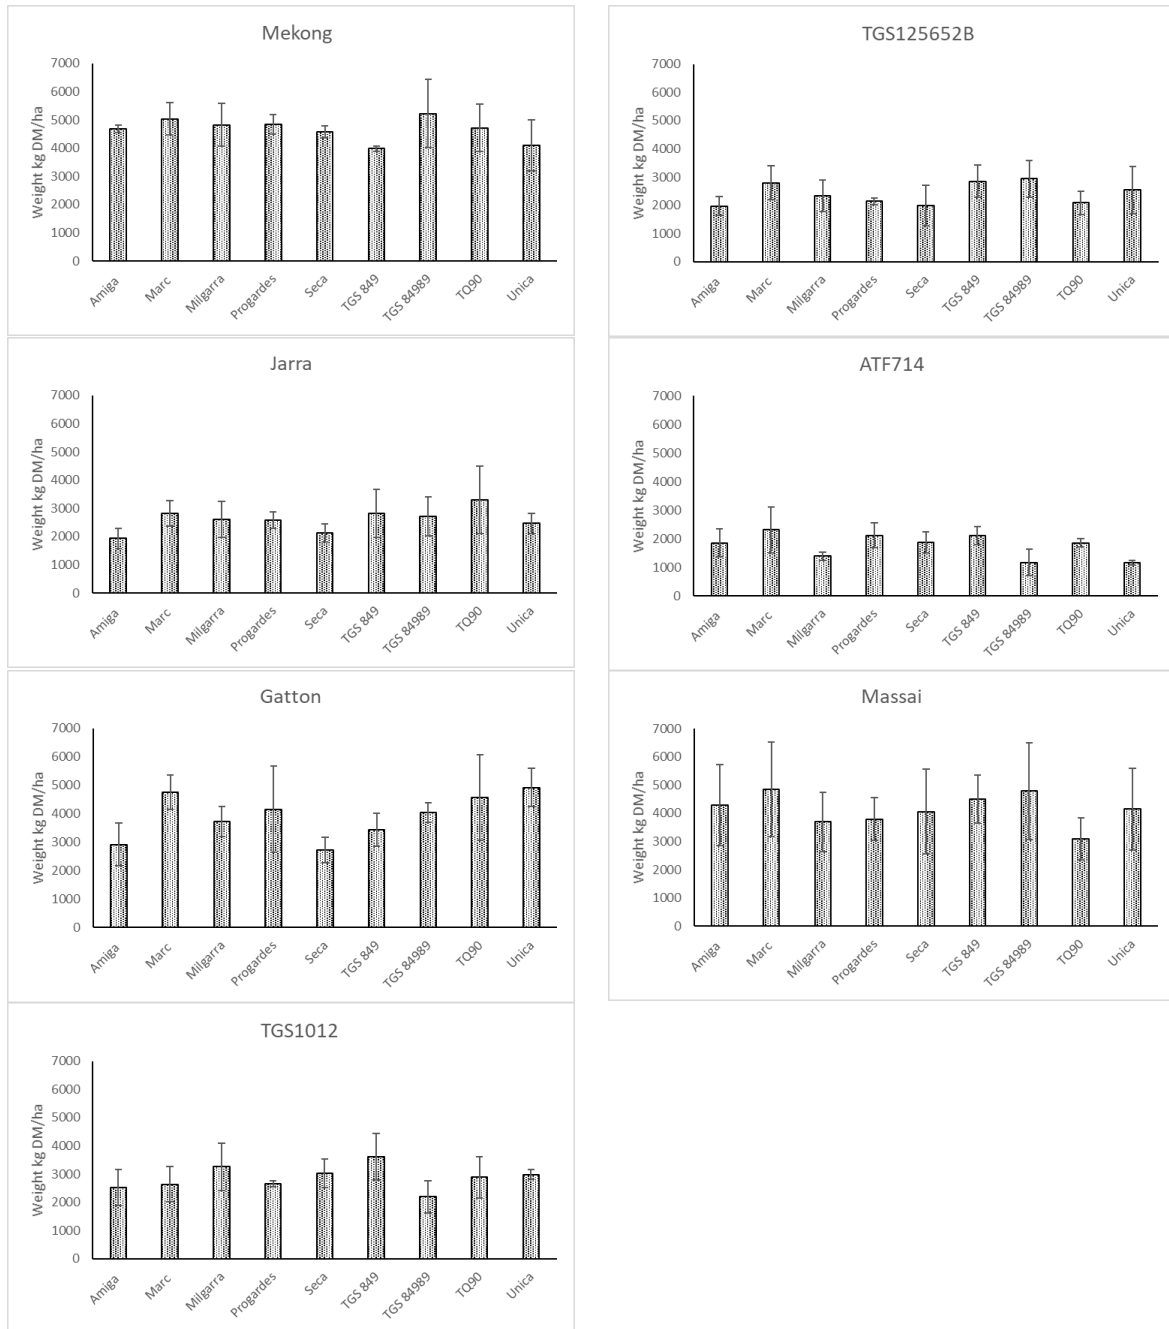 Mekong
Weight kg DM/ha
7000
6000
5000
4000
3000
2000
1000
0
Amiga
Marc
Milgarra
Progardes
Seca
TGS 849
TGS 84989
TQ90
Unica
TGS125652B
Weight kg DM/ha
7000
6000
5000
4000
3000
2000
1000
0
Amiga
Marc
Milgarra
Progardes
Seca
TGS 849
TGS 84989
TQ90
Unica
Jarra
Weight kg DM/ha
7000
6000
5000
4000
3000
2000
1000
0
Amiga
Marc
Milgarra
Progardes
Seca
TGS 849
TGS 84989
TQ90
Unica
ATF714
Weight kg DM/ha
7000
6000
5000
4000
3000
2000
1000
0
Amiga
Marc
Milgarra
Progardes
Seca
TGS 849
TGS 84989
TQ90
Unica
Gatton
Weight kg DM/ha
7000
6000
5000
4000
3000
2000
1000
0
Amiga
Marc
Milgarra
Progardes
Seca
TGS 849
TGS 84989
TQ90
Unica
Massai
Weight kg DM/ha
7000
6000
5000
4000
3000
2000
1000
0
Amiga
Marc
Milgarra
Progardes
Seca
TGS 849
TGS 84989
TQ90
Unica
TGS1012
Weight kg DM/ha
7000
6000
5000
4000
3000
2000
1000
0
Amiga
Marc
Milgarra
Progardes
Seca
TGS 849
TGS 84989
TQ90
Unica